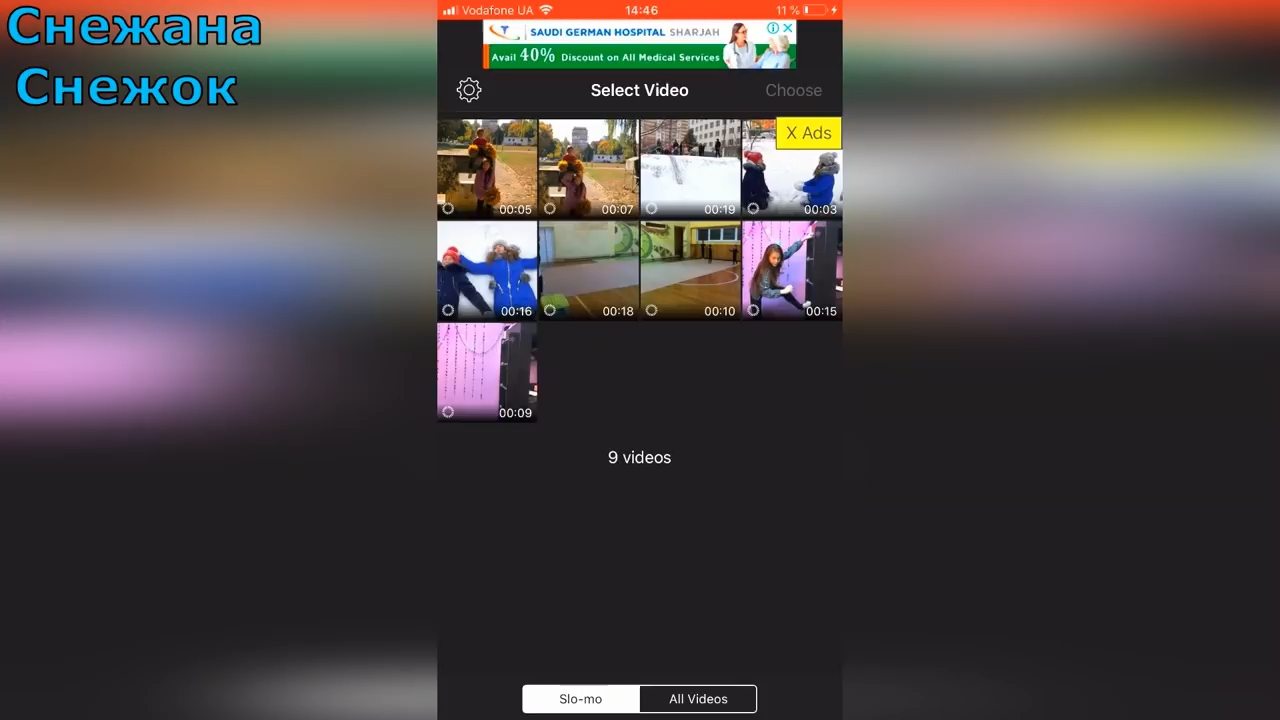 Снежана
Снежок
Vodafone UA
14:46
11 %
SAUDI GERMAN HOSPITAL SHARJAH
Avail 40% Discount on All Medical Services
Select Video
Choose
X Ads
00:05
00:07
00:19
00:03
00:16
00:18
00:10
00:15
00:09
9 videos
Slo-mo
All Videos